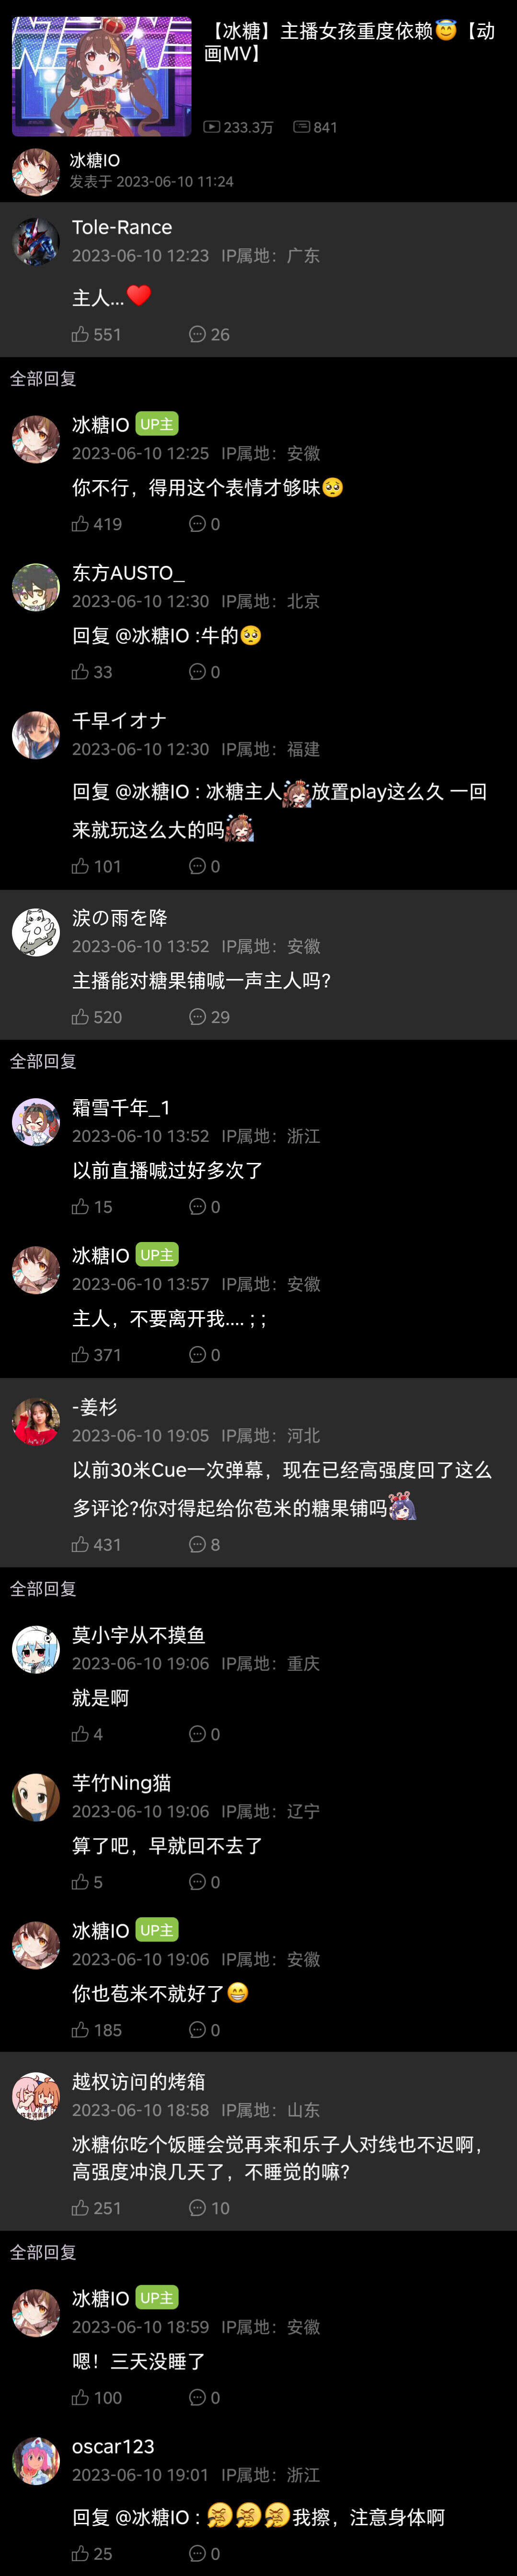 【冰糖】主播女孩重度依赖😇【动
画MV】
233.3万 841
冰糖IO
发表于 2023-06-10 11:24
Tole-Rance
2023-06-10 12:23 IP属地：广东
主人...❤
551 26
全部回复
冰糖IO UP主
2023-06-10 12:25 IP属地：安徽
你不行，得用这个表情才够味🥺
419 0
东方AUSTO_
2023-06-10 12:30 IP属地：北京
回复 @冰糖IO :牛的🥺
33 0
千早イオナ
2023-06-10 12:30 IP属地：福建
回复 @冰糖IO : 冰糖主人放置play这么久 一回
来就玩这么大的吗
101 0
涙の雨を降
2023-06-10 13:52 IP属地：安徽
主播能对糖果铺喊一声主人吗?
520 29
全部回复
霜雪千年_1
2023-06-10 13:52 IP属地：浙江
以前直播喊过好多次了
15 0
冰糖IO UP主
2023-06-10 13:57 IP属地：安徽
主人，不要离开我.... ; ;
371 0
-姜杉
2023-06-10 19:05 IP属地：河北
以前30米Cue一次弹幕，现在已经高强度回了这么
多评论?你对得起给你苞米的糖果铺吗
431 8
全部回复
莫小宇从不摸鱼
2023-06-10 19:06 IP属地：重庆
就是啊
4 0
芋竹Ning猫
2023-06-10 19:06 IP属地：辽宁
算了吧，早就回不去了
5 0
冰糖IO UP主
2023-06-10 19:06 IP属地：安徽
你也苞米不就好了😁
185 0
越权访问的烤箱
2023-06-10 18:58 IP属地：山东
冰糖你吃个饭睡会觉再来和乐子人对线也不迟啊，
高强度冲浪几天了，不睡觉的嘛?
251 10
全部回复
冰糖IO UP主
2023-06-10 18:59 IP属地：安徽
嗯！三天没睡了
100 0
oscar123
2023-06-10 19:01 IP属地：浙江
回复 @冰糖IO : 我擦，注意身体啊
25 0